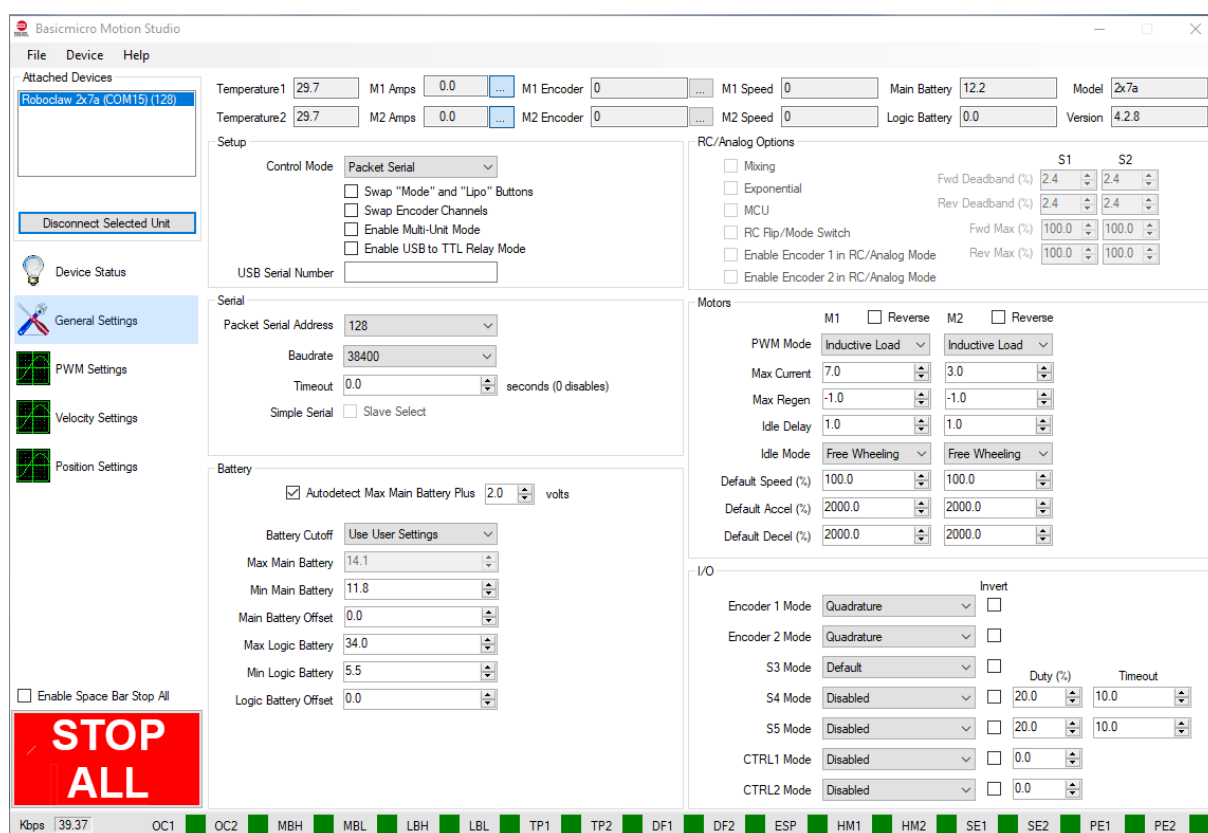 Basicmicro Motion Studio
File Device Help
Attached Devices
Roboclaw 2x7a (COM15) (128)
Disconnect Selected Unit
Temperature1 29.7 M1 Amps 0.0 ... M1 Encoder 0 ... M1 Speed 0 Main Battery 12.2 Model 2x7a
Temperature2 29.7 M2 Amps 0.0 ... M2 Encoder 0 ... M2 Speed 0 Logic Battery 0.0 Version 4.2.8
Device Status
General Settings
PWM Settings
Velocity Settings
Position Settings
Enable Space Bar Stop All
STOP
ALL
Setup
Control Mode Packet Serial
Swap "Mode" and "Lipo" Buttons
Swap Encoder Channels
Enable Multi-Unit Mode
Enable USB to TTL Relay Mode
USB Serial Number
Serial
Packet Serial Address 128
Baudrate 38400
Timeout 0.0 seconds (0 disables)
Simple Serial Slave Select
Battery
Autodetect Max Main Battery Plus 2.0 volts
Battery Cutoff Use User Settings
Max Main Battery 14.1
Min Main Battery 11.8
Main Battery Offset 0.0
Max Logic Battery 34.0
Min Logic Battery 5.5
Logic Battery Offset 0.0
RC/Analog Options
S1 S2
Mixing Fwd Deadband (%) 2.4 2.4
Exponential Rev Deadband (%) 2.4 2.4
MCU Fwd Max (%) 100.0 100.0
RC Flip/Mode Switch Rev Max (%) 100.0 100.0
Enable Encoder 1 in RC/Analog Mode
Enable Encoder 2 in RC/Analog Mode
Motors
M1 Reverse M2 Reverse
PWM Mode Inductive Load Inductive Load
Max Current 7.0 3.0
Max Regen -1.0 -1.0
Idle Delay 1.0 1.0
Idle Mode Free Wheeling Free Wheeling
Default Speed (%) 100.0 100.0
Default Accel (%) 2000.0 2000.0
Default Decel (%) 2000.0 2000.0
I/O
Invert
Encoder 1 Mode Quadrature
Encoder 2 Mode Quadrature
S3 Mode Default
Duty (%) Timeout
S4 Mode Disabled 20.0 10.0
S5 Mode Disabled 20.0 10.0
CTRL1 Mode Disabled 0.0
CTRL2 Mode Disabled 0.0
Kbps 39.37 OC1 OC2 MBH MBL LBH LBL TP1 TP2 DF1 DF2 ESP HM1 HM2 SE1 SE2 PE1 PE2